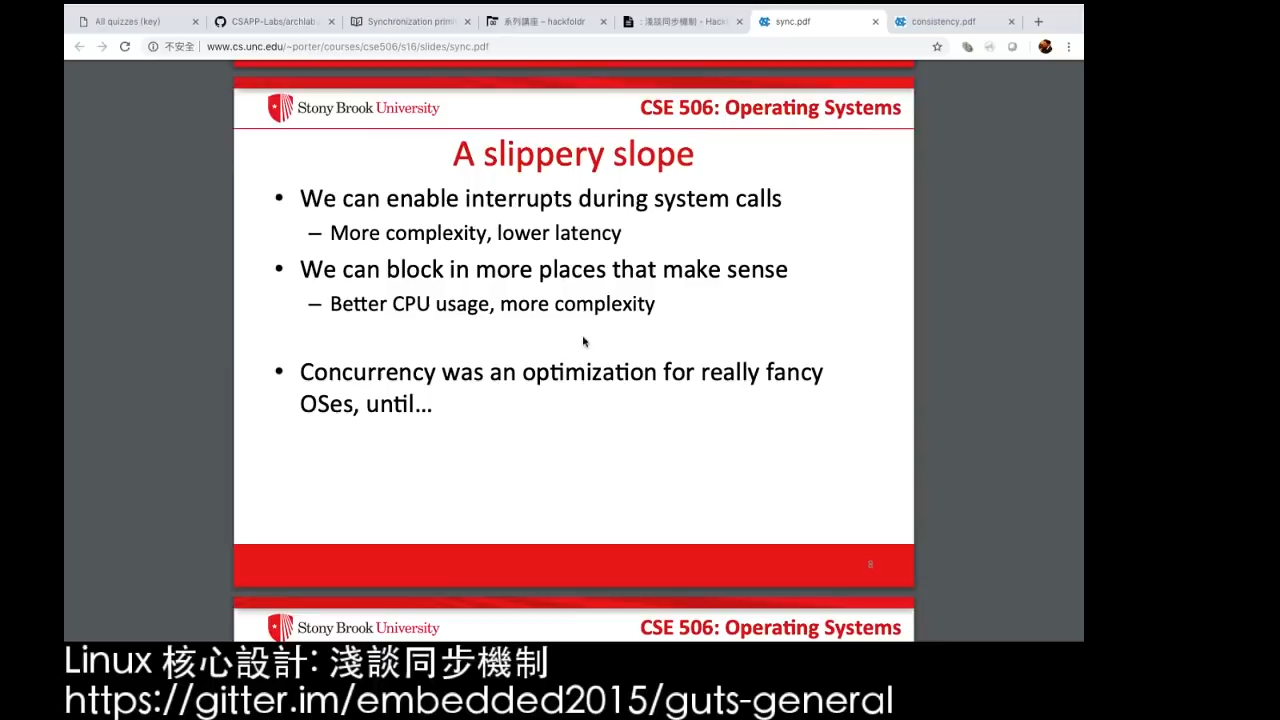 All quizzes (key)
CSAPP-Labs/archlab
Synchronization primi
系列講座 – hackfoldr
: 淺談同步機制 - Hack
sync.pdf
consistency.pdf
不安全
www.cs.unc.edu/~porter/courses/cse506/s16/slides/sync.pdf
Stony Brook University
CSE 506: Operating Systems
A slippery slope
• We can enable interrupts during system calls
– More complexity, lower latency
• We can block in more places that make sense
– Better CPU usage, more complexity
• Concurrency was an optimization for really fancy
OSes, until…
8
Stony Brook University
CSE 506: Operating Systems
Linux 核心設計: 淺談同步機制
https://gitter.im/embedded2015/guts-general